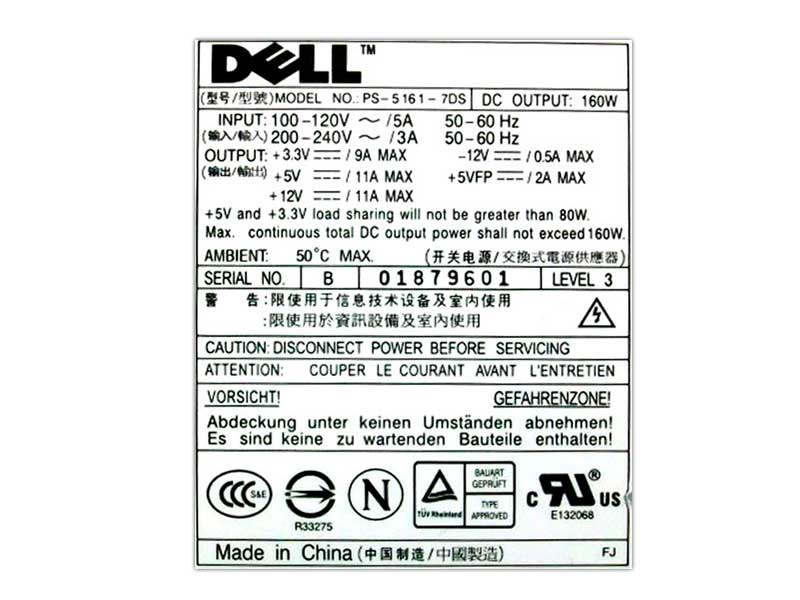 DELL™
(型号/型號)MODEL NO.: PS-5161-7DS DC OUTPUT: 160W
INPUT: 100-120V ～ /5A 50-60 Hz
(输入/輸入) 200-240V ～ /3A 50-60 Hz
OUTPUT: +3.3V ⎓ / 9A MAX -12V ⎓ / 0.5A MAX
(输出/輸出) +5V ⎓ / 11A MAX +5VFP ⎓ / 2A MAX
+12V ⎓ / 11A MAX
+5V and +3.3V load sharing will not be greater than 80W.
Max. continuous total DC output power shall not exceed 160W.
AMBIENT: 50°C MAX. (开关电源/交換式電源供應器)
SERIAL NO. B 01879601 LEVEL 3
警 告:限使用于信息技术设备及室内使用
:限使用於資訊設備及室內使用
CAUTION: DISCONNECT POWER BEFORE SERVICING
ATTENTION: COUPER LE COURANT AVANT L'ENTRETIEN
VORSICHT! GEFAHRENZONE!
Abdeckung unter keinen Umständen abnehmen!
Es sind keine zu wartenden Bauteile enthalten!
CCC S&E
R33275
N
TÜV Rheinland
BAUART GEPRÜFT
TYPE APPROVED
c RU ® US
E132068
Made in China (中国制造/中國製造) FJ